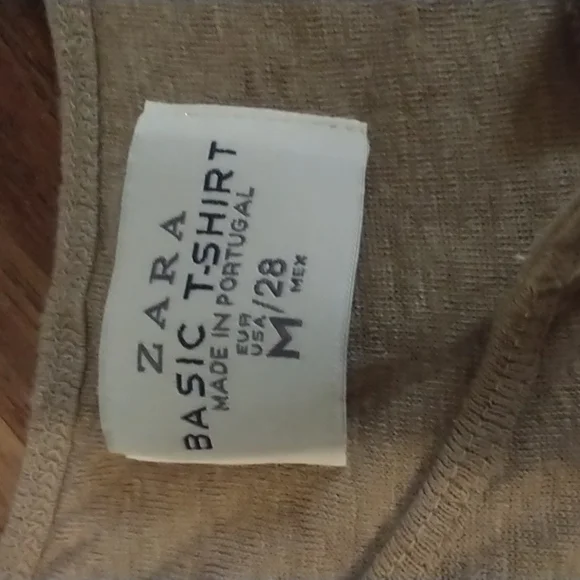 ZARA
BASIC T-SHIRT
MADE IN PORTUGAL
EUR
USA
M/28
MEX